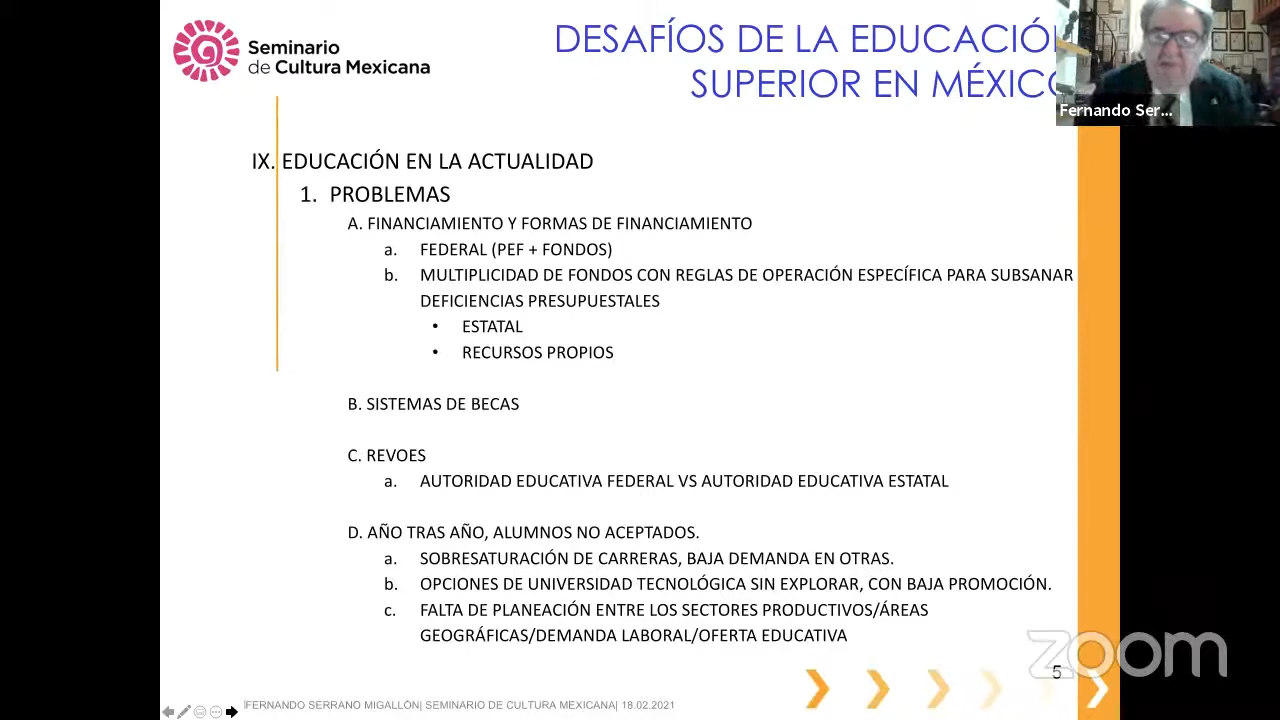 Seminario
de Cultura Mexicana
DESAFÍOS DE LA EDUCACIÓN
SUPERIOR EN MÉXICO
Fernando Ser...
IX. EDUCACIÓN EN LA ACTUALIDAD
1. PROBLEMAS
A. FINANCIAMIENTO Y FORMAS DE FINANCIAMIENTO
a. FEDERAL (PEF + FONDOS)
b. MULTIPLICIDAD DE FONDOS CON REGLAS DE OPERACIÓN ESPECÍFICA PARA SUBSANAR
DEFICIENCIAS PRESUPUESTALES
• ESTATAL
• RECURSOS PROPIOS
B. SISTEMAS DE BECAS
C. REVOES
a. AUTORIDAD EDUCATIVA FEDERAL VS AUTORIDAD EDUCATIVA ESTATAL
D. AÑO TRAS AÑO, ALUMNOS NO ACEPTADOS.
a. SOBRESATURACIÓN DE CARRERAS, BAJA DEMANDA EN OTRAS.
b. OPCIONES DE UNIVERSIDAD TECNOLÓGICA SIN EXPLORAR, CON BAJA PROMOCIÓN.
c. FALTA DE PLANEACIÓN ENTRE LOS SECTORES PRODUCTIVOS/ÁREAS
GEOGRÁFICAS/DEMANDA LABORAL/OFERTA EDUCATIVA
zoom
5
FERNANDO SERRANO MIGALLÓN| SEMINARIO DE CULTURA MEXICANA| 18.02.2021